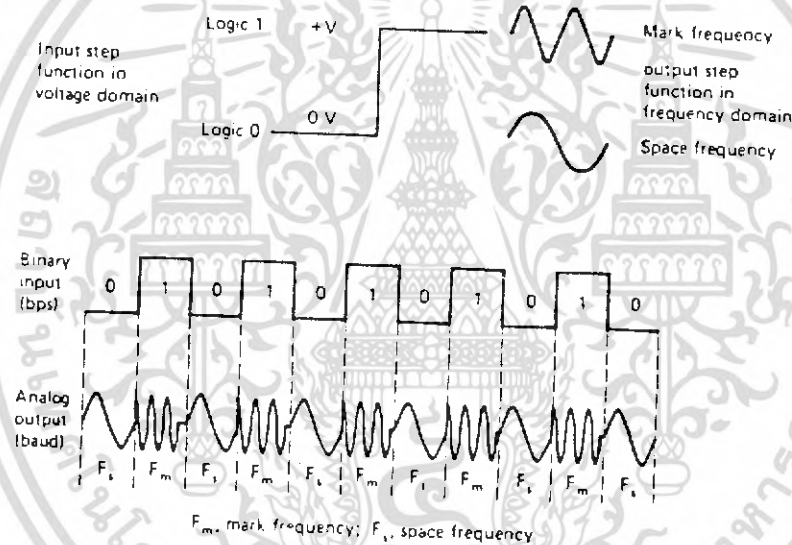 Logic 1 +V
Input step
function in
voltage domain
Logic 0 0 V
Mark frequency
output step
function in
frequency domain
Space frequency
Binary
input
(bps)
0 1 0 1 0 1 0 1 0 1 0
Analog
output
(baud)
Fs Fm Fs Fm Fs Fm Fs Fm Fs Fm Fs
Fm, mark frequency; Fs, space frequency